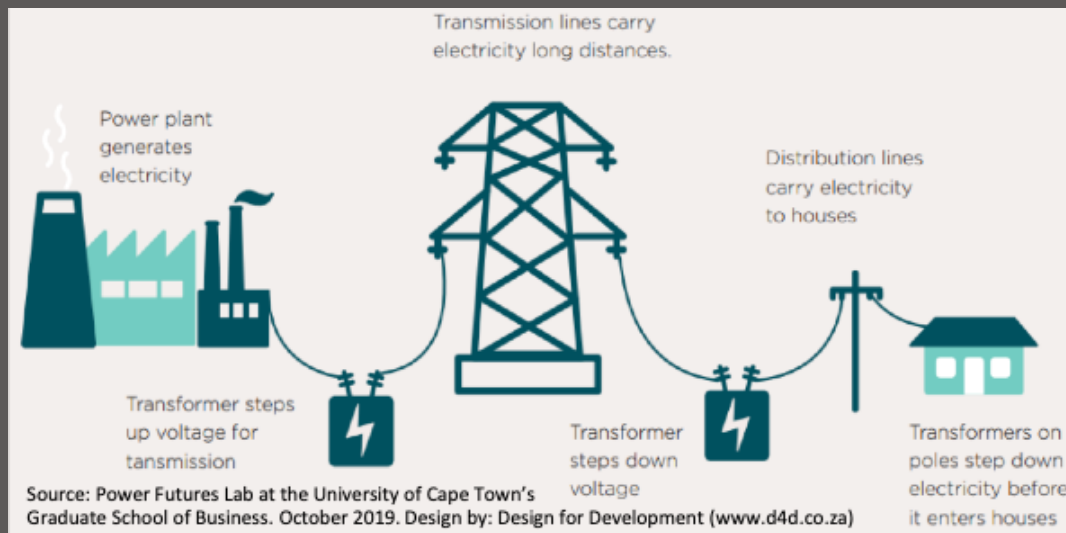 Transmission lines carry
electricity long distances.
Power plant
generates
electricity
Distribution lines
carry electricity
to houses
Transformer steps
up voltage for
tansmission
Transformer
steps down
voltage
Transformers on
poles step down
electricity before
it enters houses
Source: Power Futures Lab at the University of Cape Town's
Graduate School of Business. October 2019. Design by: Design for Development (www.d4d.co.za)